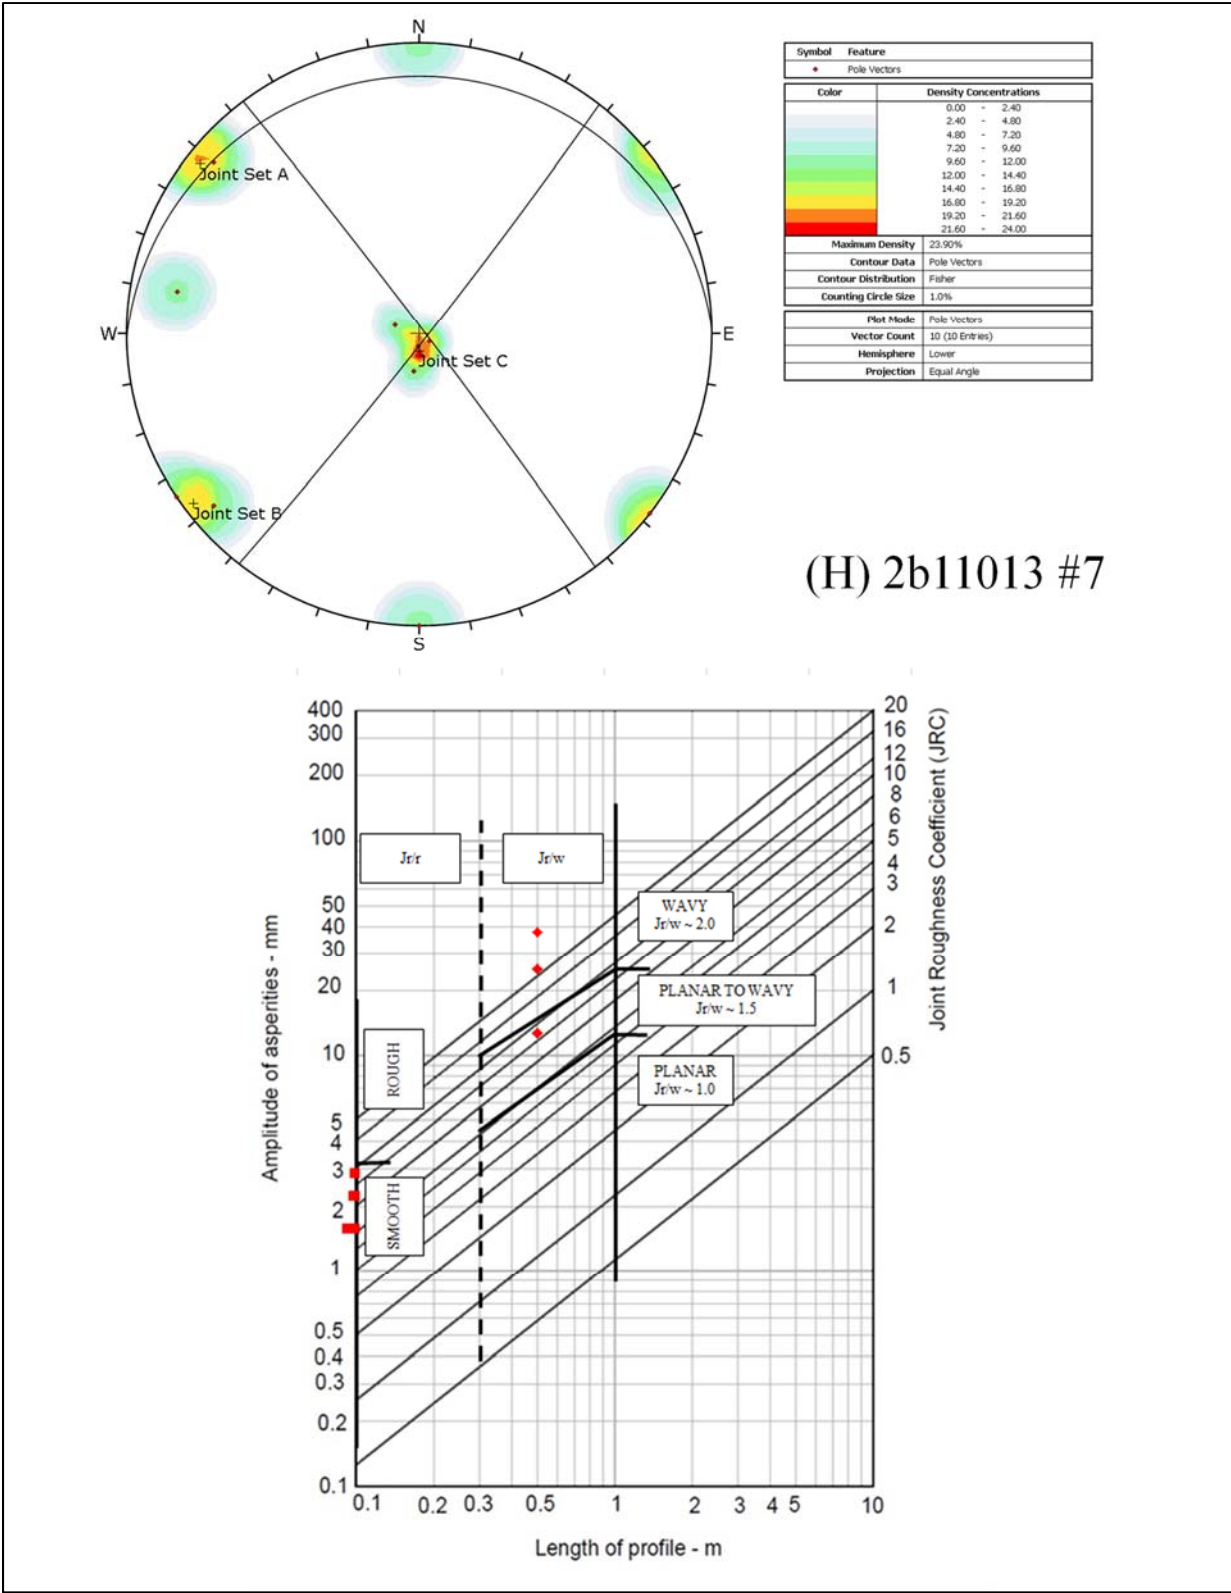 N
W
E
S
Joint Set A
Joint Set C
Joint Set B
Symbol Feature
Pole Vectors
Color Density Concentrations
0.00 - 2.40
2.40 - 4.80
4.80 - 7.20
7.20 - 9.60
9.60 - 12.00
12.00 - 14.40
14.40 - 16.80
16.80 - 19.20
19.20 - 21.60
21.60 - 24.00
Maximum Density 23.90%
Contour Data Pole Vectors
Contour Distribution Fisher
Counting Circle Size 1.0%
Plot Mode Pole Vectors
Vector Count 10 (10 Entries)
Hemisphere Lower
Projection Equal Angle
(H) 2b11013 #7
Amplitude of asperities - mm
400
300
200
100
50
40
30
20
10
5
4
3
2
1
0.5
0.4
0.3
0.2
0.1
Jr/r
Jr/w
ROUGH
SMOOTH
WAVY
Jr/w ~ 2.0
PLANAR TO WAVY
Jr/w ~ 1.5
PLANAR
Jr/w ~ 1.0
20
16
12
10
8
6
5
4
3
2
1
0.5
Joint Roughness Coefficient (JRC)
0.1 0.2 0.3 0.5 1 2 3 4 5 10
Length of profile - m